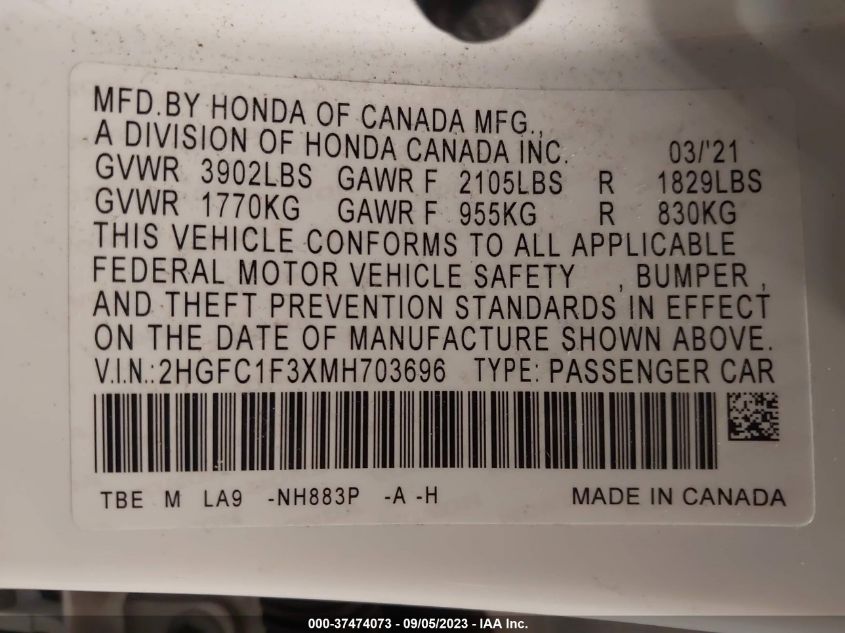 MFD.BY HONDA OF CANADA MFG.,
A DIVISION OF HONDA CANADA INC. 03/'21
GVWR 3902LBS GAWR F 2105LBS R 1829LBS
GVWR 1770KG GAWR F 955KG R 830KG
THIS VEHICLE CONFORMS TO ALL APPLICABLE
FEDERAL MOTOR VEHICLE SAFETY , BUMPER ,
AND THEFT PREVENTION STANDARDS IN EFFECT
ON THE DATE OF MANUFACTURE SHOWN ABOVE.
V.I.N.:2HGFC1F3XMH703696 TYPE: PASSENGER CAR
TBE M LA9 -NH883P -A -H MADE IN CANADA
000-37474073 - 09/05/2023 - IAA Inc.